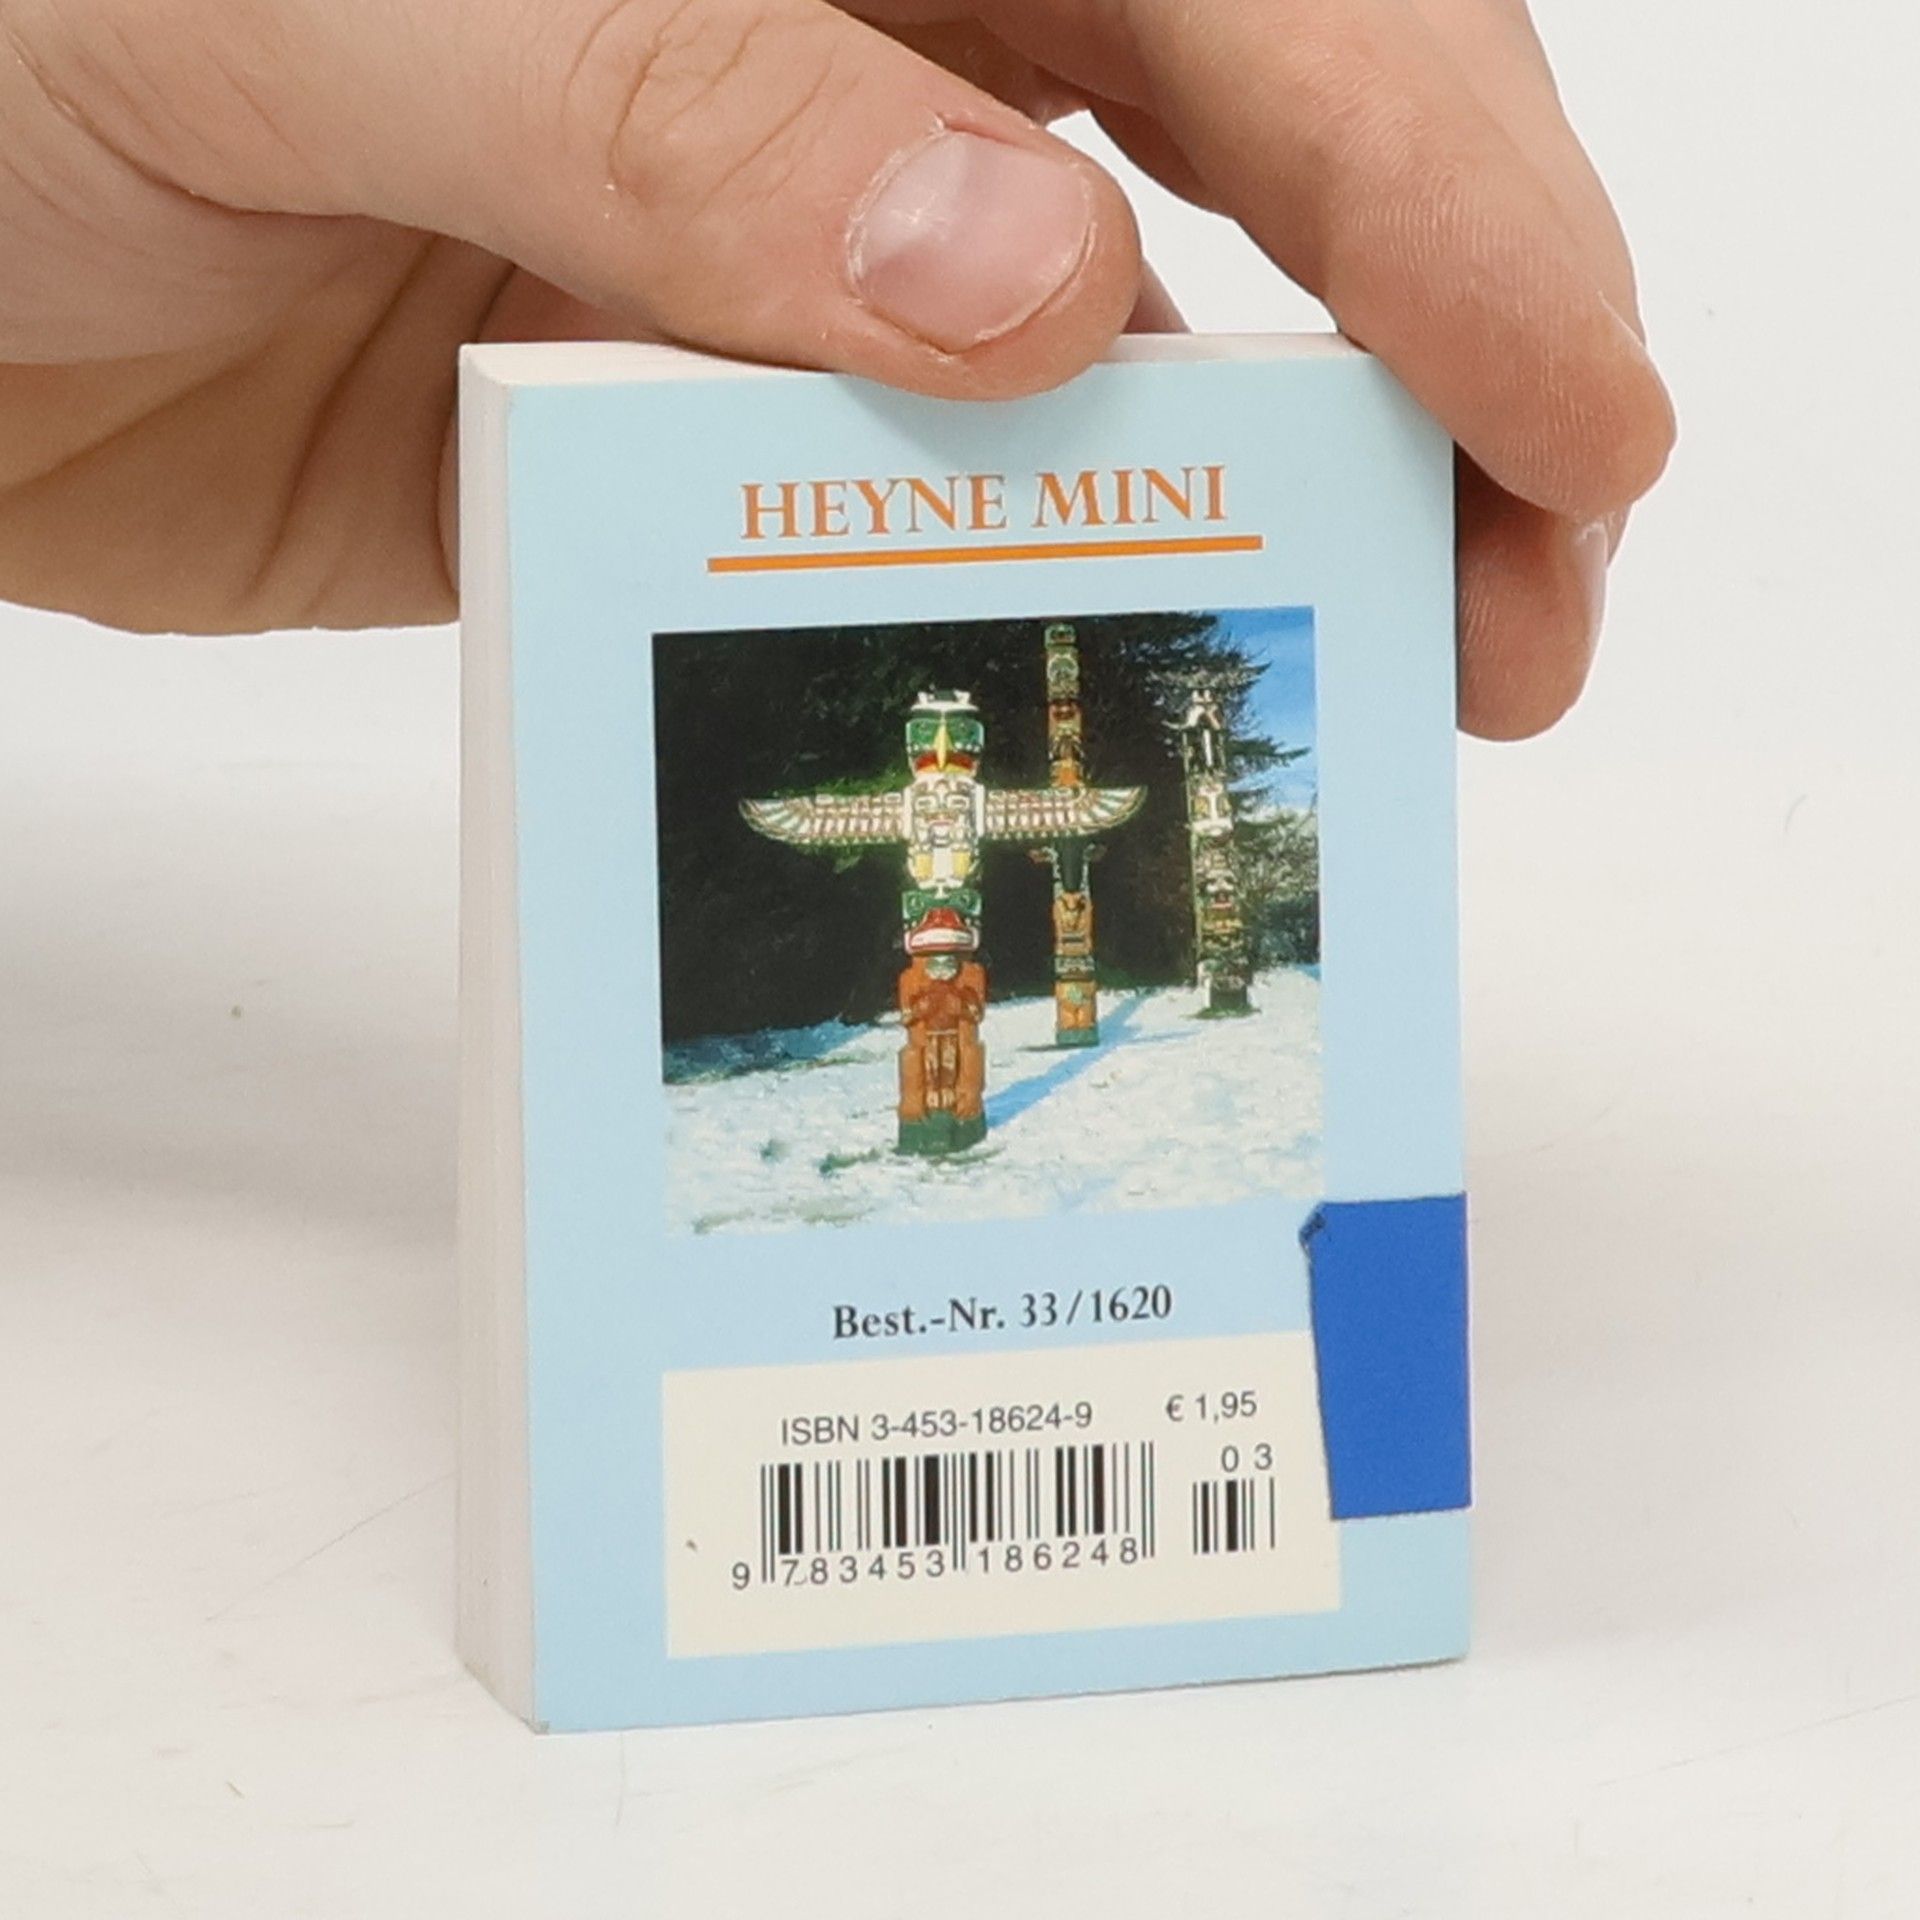 HEYNE MINI
Best.-Nr. 33/1620
ISBN 3-453-18624-9 € 1,95
03
9 783453 186248